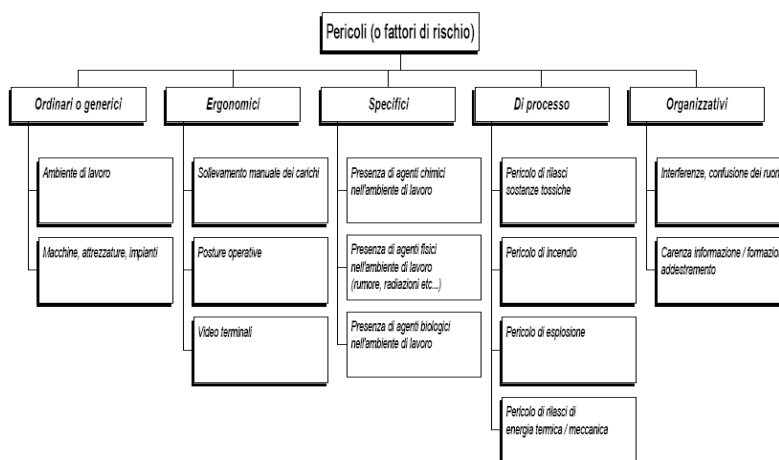 Pericoli (o fattori di rischio)
Ordinari o generici
Ergonomici
Specifici
Di processo
Organizzativi
Ambiente di lavoro
Macchine, attrezzature, impianti
Sollevamento manuale dei carichi
Posture operative
Video terminali
Presenza di agenti chimici
nell'ambiente di lavoro
Presenza di agenti fisici
nell'ambiente di lavoro
(rumore, radiazioni etc...)
Presenza di agenti biologici
nell'ambiente di lavoro
Pericolo di rilasci
sostanze tossiche
Pericolo di incendio
Pericolo di esplosione
Pericolo di rilasci di
energia termica / meccanica
Interferenze, confusione dei
Carenza informazione /
addestramento